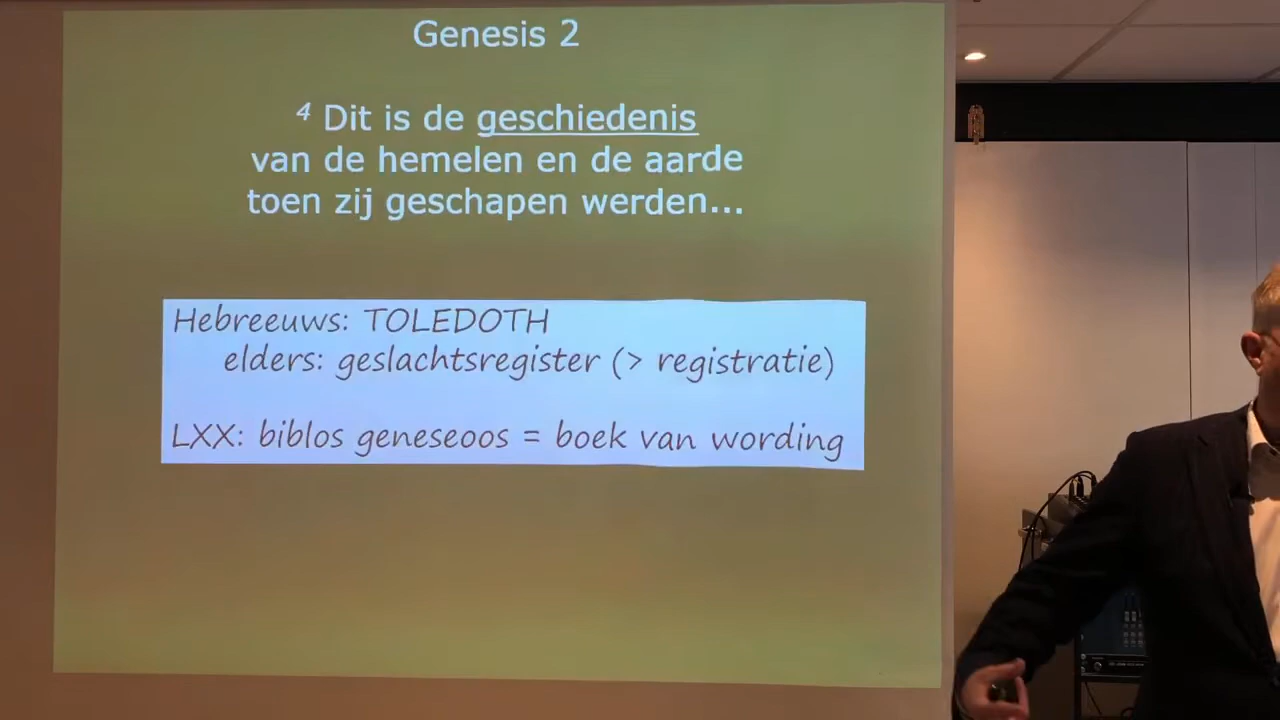 Genesis 2
4 Dit is de geschiedenis
van de hemelen en de aarde
toen zij geschapen werden...
Hebreeuws: TOLEDOTH
elders: geslachtsregister (> registratie)
LXX: biblos geneseoos = boek van wording